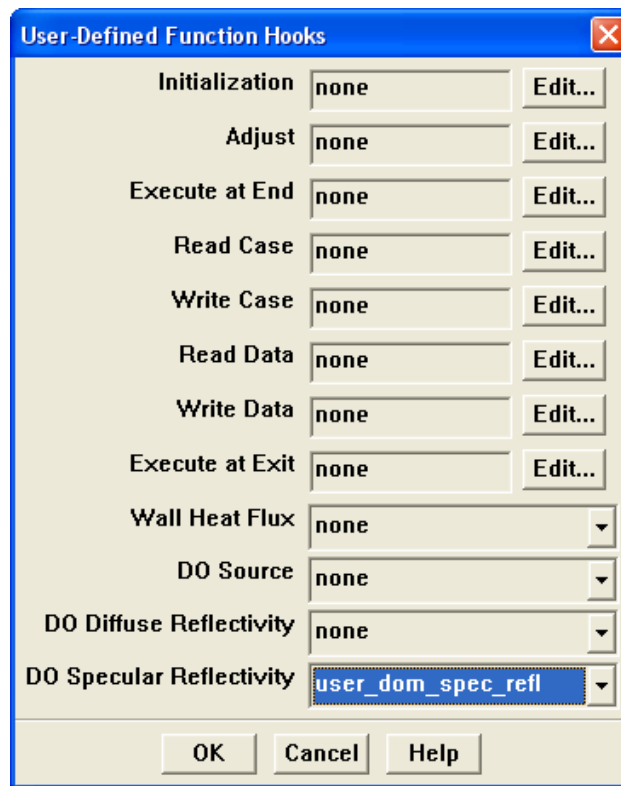 User-Defined Function Hooks
Initialization none Edit...
Adjust none Edit...
Execute at End none Edit...
Read Case none Edit...
Write Case none Edit...
Read Data none Edit...
Write Data none Edit...
Execute at Exit none Edit...
Wall Heat Flux none
DO Source none
DO Diffuse Reflectivity none
DO Specular Reflectivity user_dom_spec_refl
OK Cancel Help